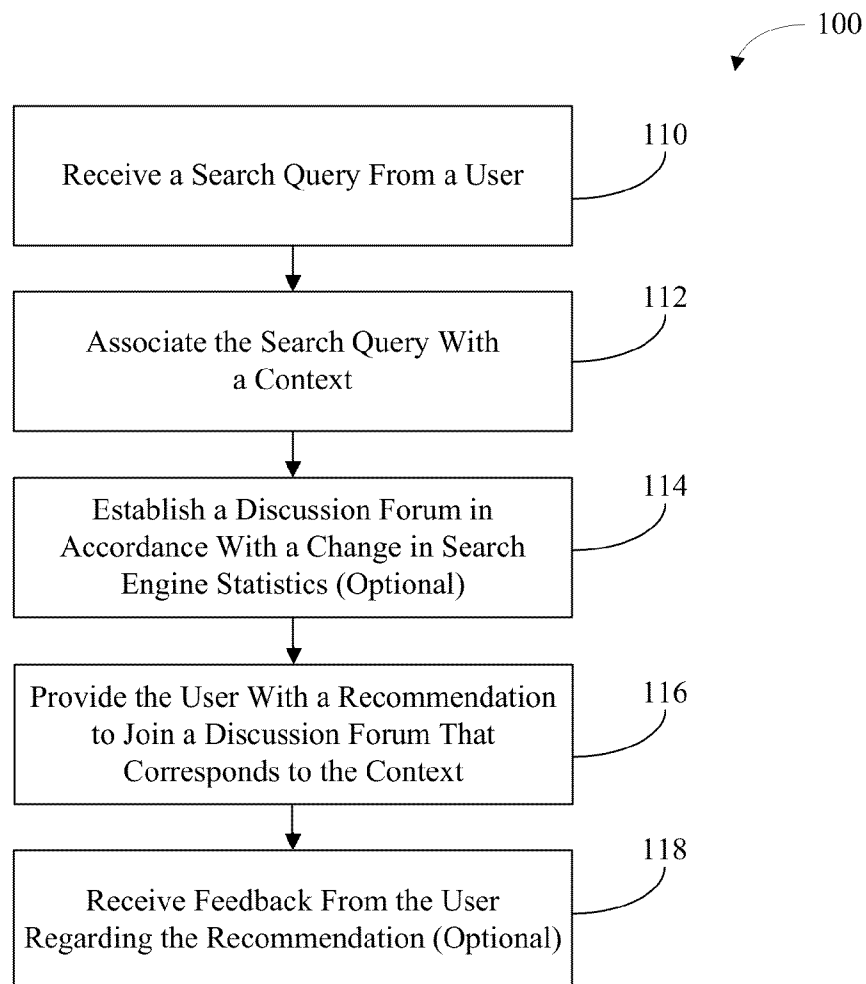 100
110
Receive a Search Query From a User
112
Associate the Search Query With
a Context
114
Establish a Discussion Forum in
Accordance With a Change in Search
Engine Statistics (Optional)
116
Provide the User With a Recommendation
to Join a Discussion Forum That
Corresponds to the Context
118
Receive Feedback From the User
Regarding the Recommendation (Optional)